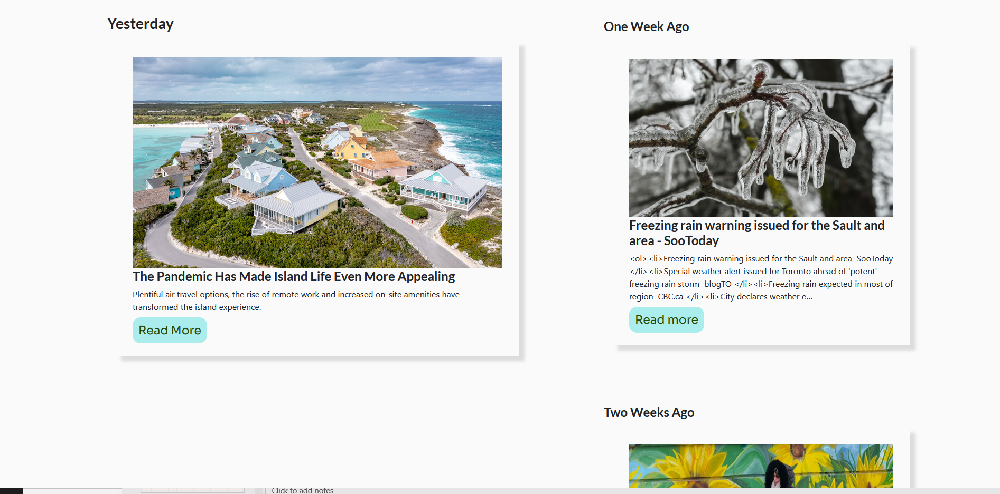 Yesterday
The Pandemic Has Made Island Life Even More Appealing
Plentiful air travel options, the rise of remote work and increased on-site amenities have
transformed the island experience.
Read More
One Week Ago
Freezing rain warning issued for the Sault and
area - SooToday
<ol><li>Freezing rain warning issued for the Sault and area  SooToday
</li><li>Special weather alert issued for Toronto ahead of 'potent'
freezing rain storm  blogTO </li><li>Freezing rain expected in most of
region  CBC.ca </li><li>City declares weather e...
Read more
Two Weeks Ago
Click to add notes